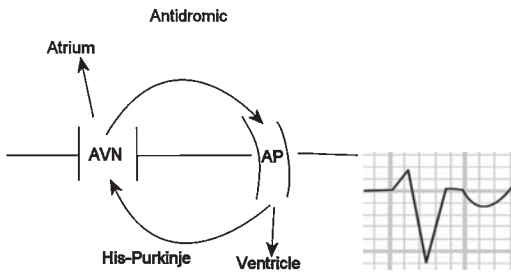 Antidromic
Atrium
AVN
AP
His-Purkinje
Ventricle